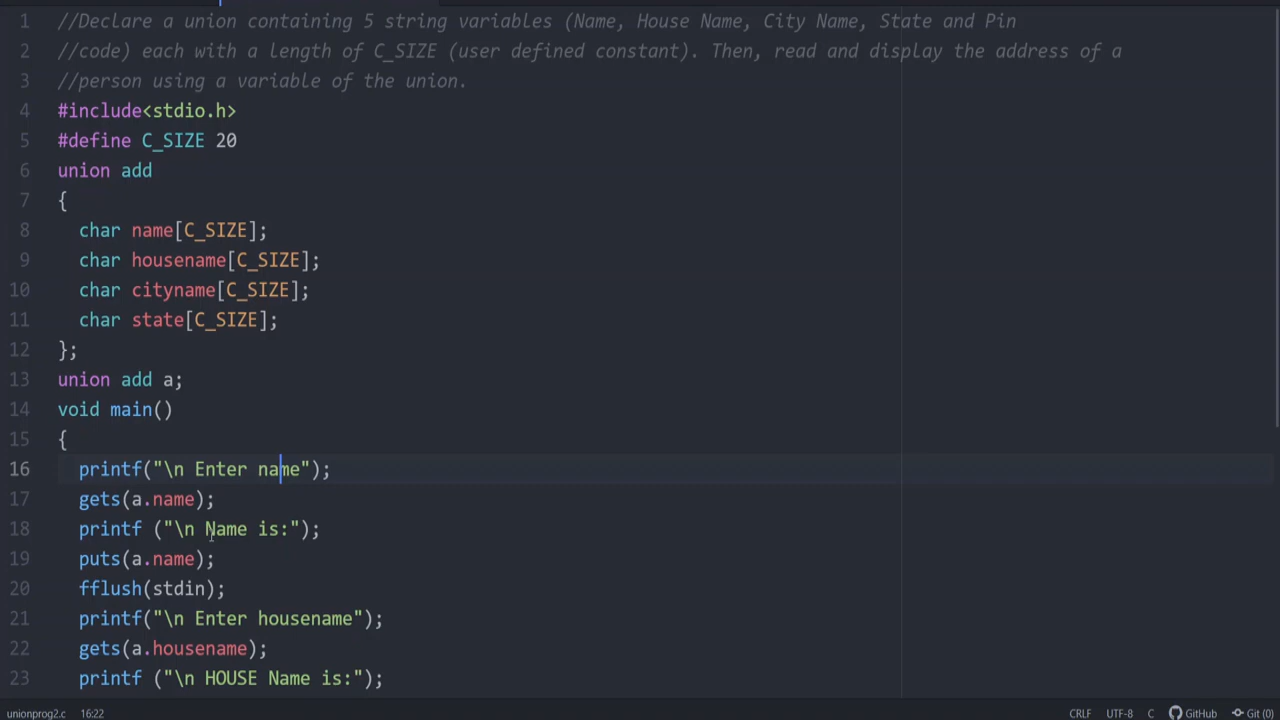 1 //Declare a union containing 5 string variables (Name, House Name, City Name, State and Pin
2 //code) each with a length of C_SIZE (user defined constant). Then, read and display the address of a
3 //person using a variable of the union.
4 #include<stdio.h>
5 #define C_SIZE 20
6 union add
7 {
8 char name[C_SIZE];
9 char housename[C_SIZE];
10 char cityname[C_SIZE];
11 char state[C_SIZE];
12 };
13 union add a;
14 void main()
15 {
16 printf("\n Enter name");
17 gets(a.name);
18 printf ("\n Name is:");
19 puts(a.name);
20 fflush(stdin);
21 printf("\n Enter housename");
22 gets(a.housename);
23 printf ("\n HOUSE Name is:");
unionprog2.c 16:22 CRLF UTF-8 C GitHub Git (0)